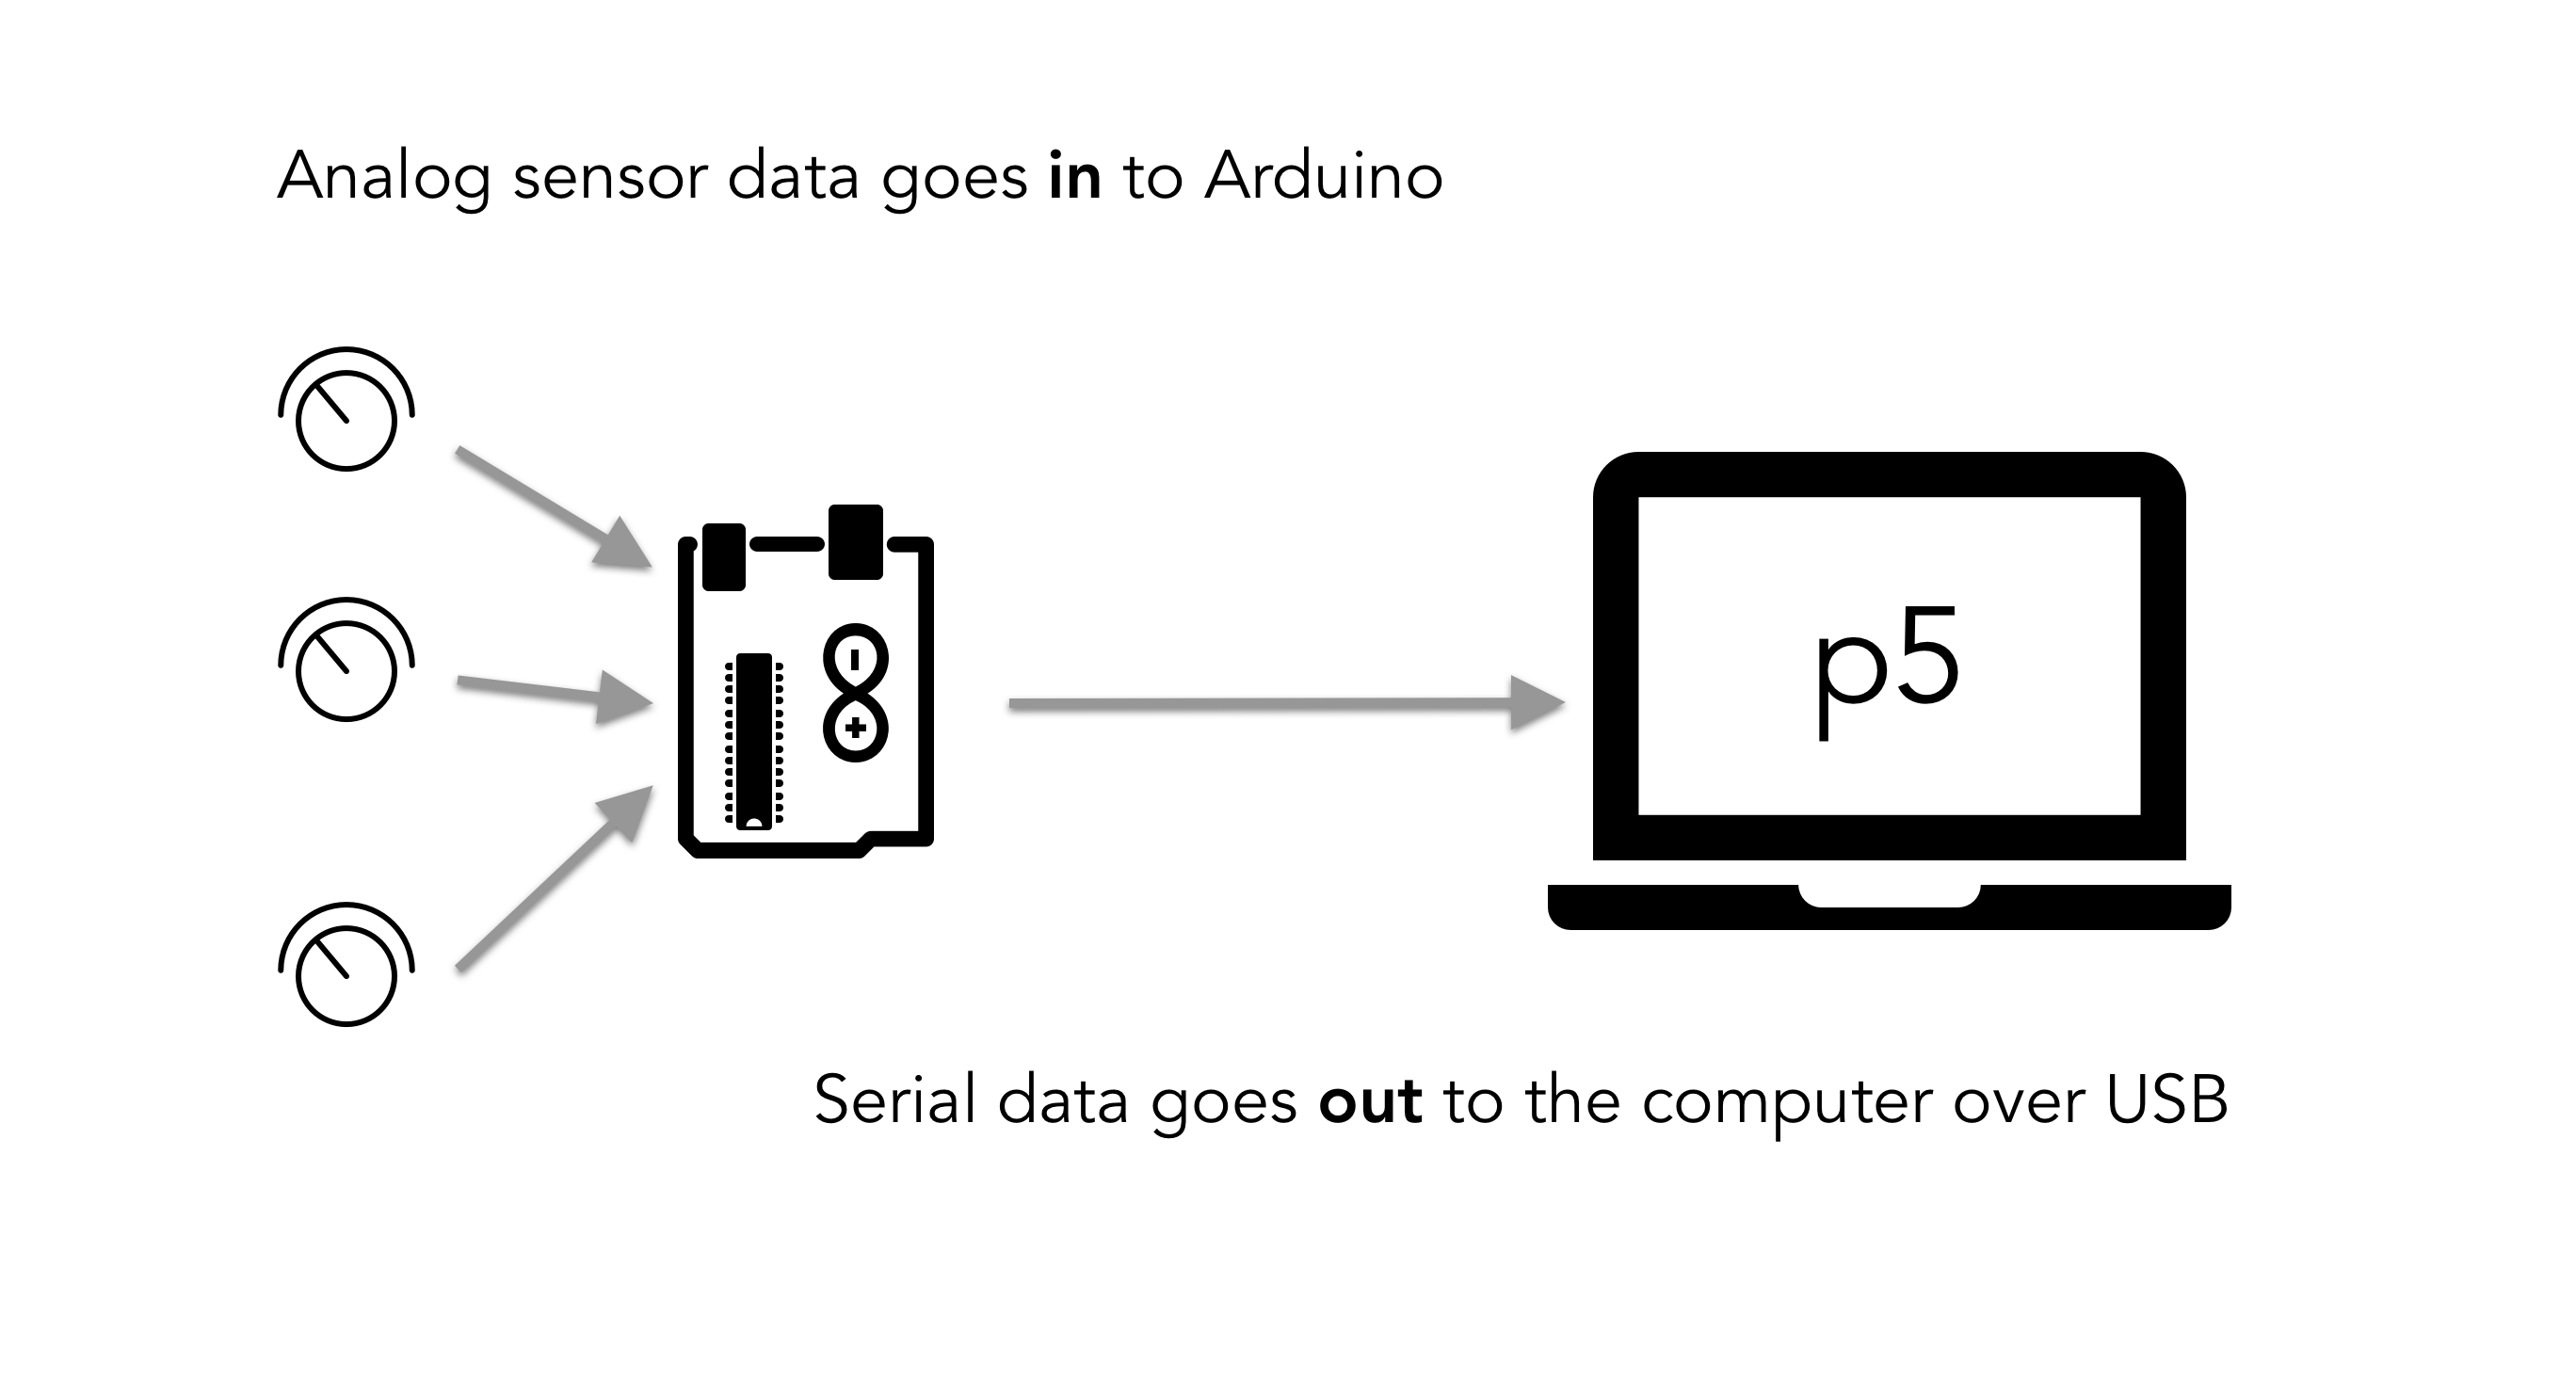 Analog sensor data goes in to Arduino
p5
Serial data goes out to the computer over USB